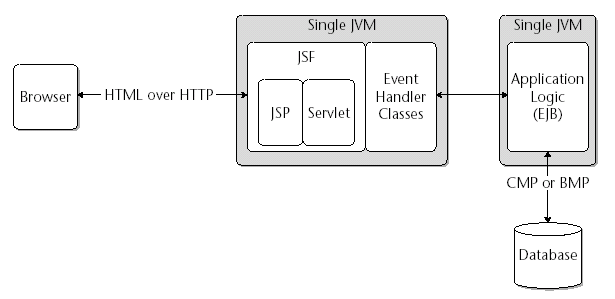 Single JVM
Single JVM
JSF
Browser
HTML over HTTP
JSP
Servlet
Event
Handler
Classes
Application
Logic
(EJB)
CMP or BMP
Database